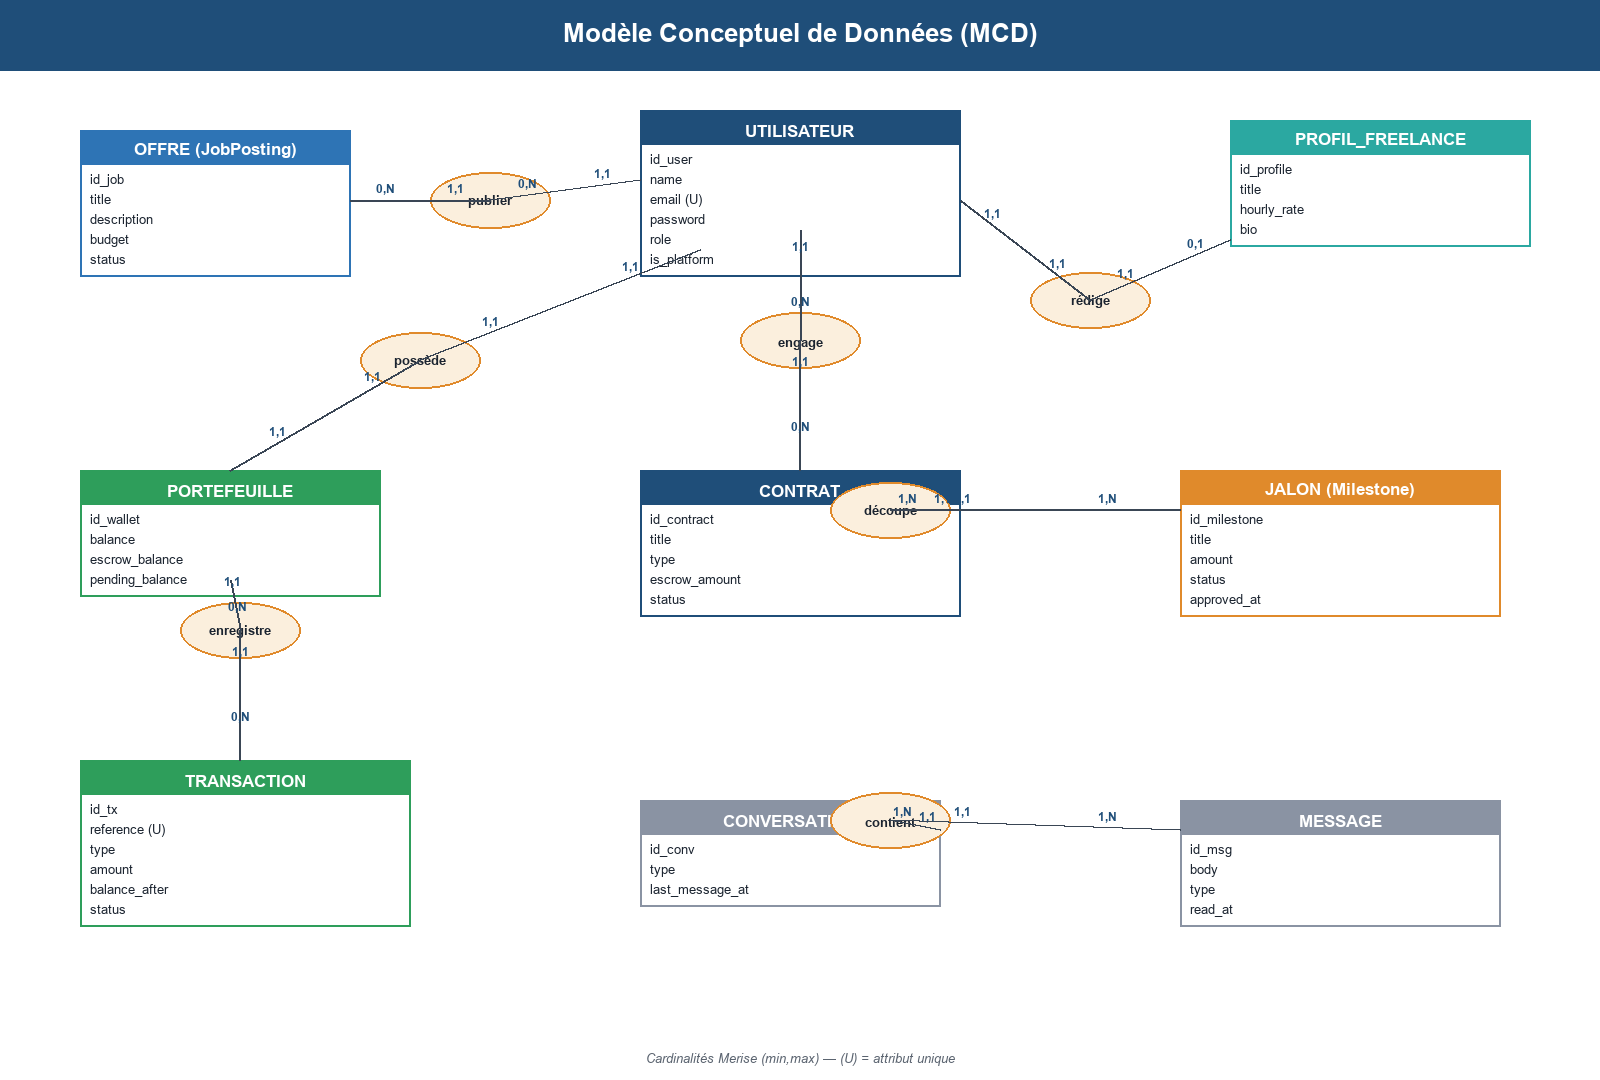 Modèle Conceptuel de Données (MCD)
OFFRE (JobPosting)
id_job
title
description
budget
status
0,N
1,1
publier
0,N
1,1
UTILISATEUR
id_user
name
email (U)
password
role
is_platform
PROFIL_FREELANCE
id_profile
title
hourly_rate
bio
1,1
1,1
rédige
1,1
0,1
1,1
1,1
possède
1,1
1,1
1,1
0,N
engage
1,1
0,N
PORTEFEUILLE
id_wallet
balance
escrow_balance
pending_balance
CONTRAT
id_contract
title
type
escrow_amount
status
1,N
découpe
1,N
JALON (Milestone)
id_milestone
title
amount
status
approved_at
1,1
0,N
enregistre
1,1
0,N
TRANSACTION
id_tx
reference (U)
type
amount
balance_after
status
CONVERSATI
id_conv
type
last_message_at
1,N
1,1
contient
1,1
1,N
MESSAGE
id_msg
body
type
read_at
Cardinalités Merise (min,max) — (U) = attribut unique